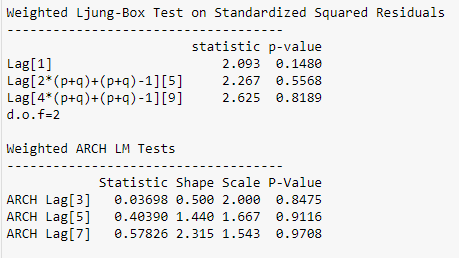 Weighted Ljung-Box Test on Standardized Squared Residuals
------------------------------------
                        statistic p-value
Lag[1]                      2.093  0.1480
Lag[2*(p+q)+(p+q)-1][5]     2.267  0.5568
Lag[4*(p+q)+(p+q)-1][9]     2.625  0.8189
d.o.f=2

Weighted ARCH LM Tests
------------------------------------
            Statistic Shape Scale P-Value
ARCH Lag[3]   0.03698 0.500 2.000  0.8475
ARCH Lag[5]   0.40390 1.440 1.667  0.9116
ARCH Lag[7]   0.57826 2.315 1.543  0.9708